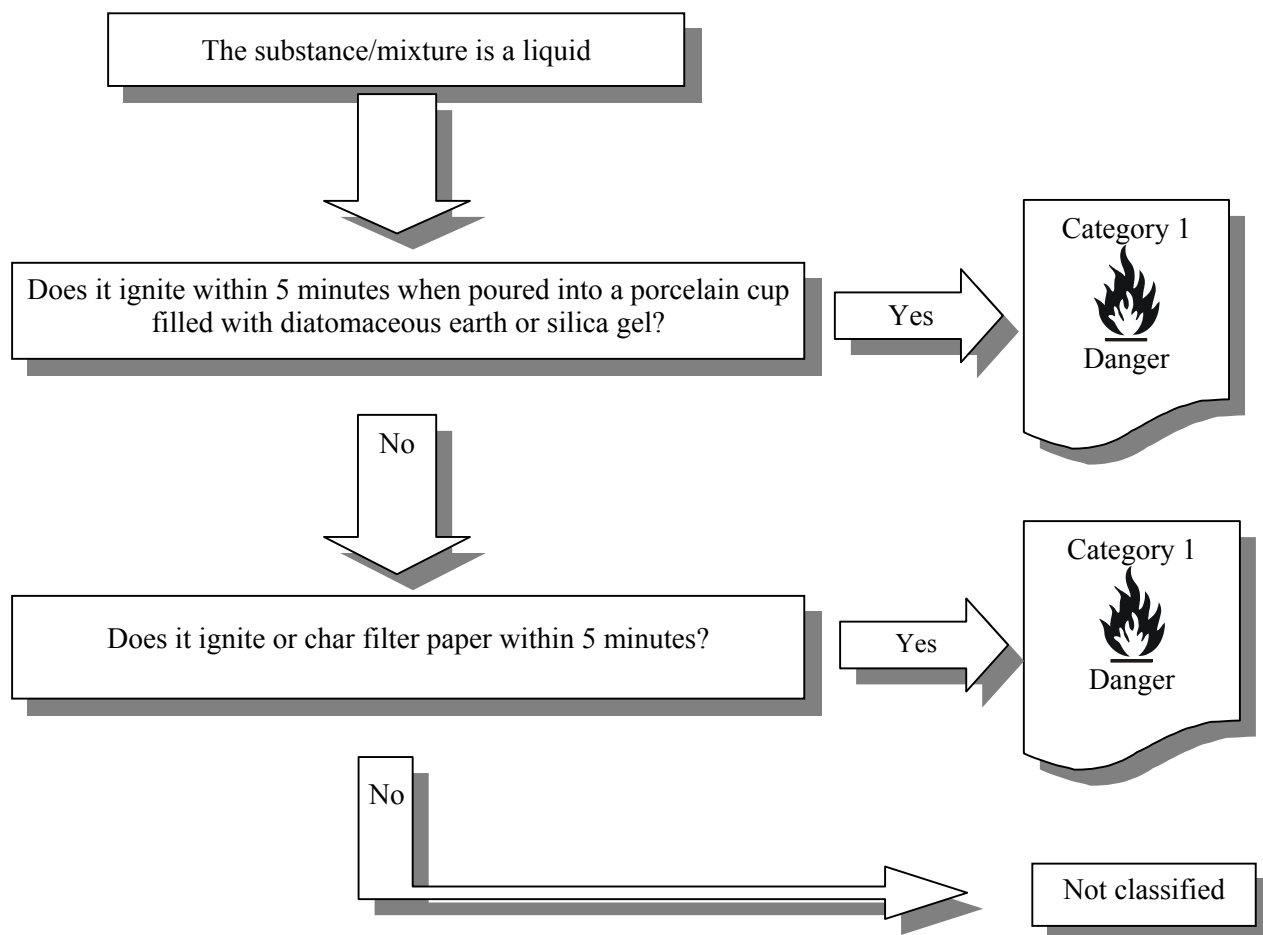 The substance/mixture is a liquid
Does it ignite within 5 minutes when poured into a porcelain cup
filled with diatomaceous earth or silica gel?
Yes
Category 1
Danger
No
Does it ignite or char filter paper within 5 minutes?
Yes
Category 1
Danger
No
Not classified